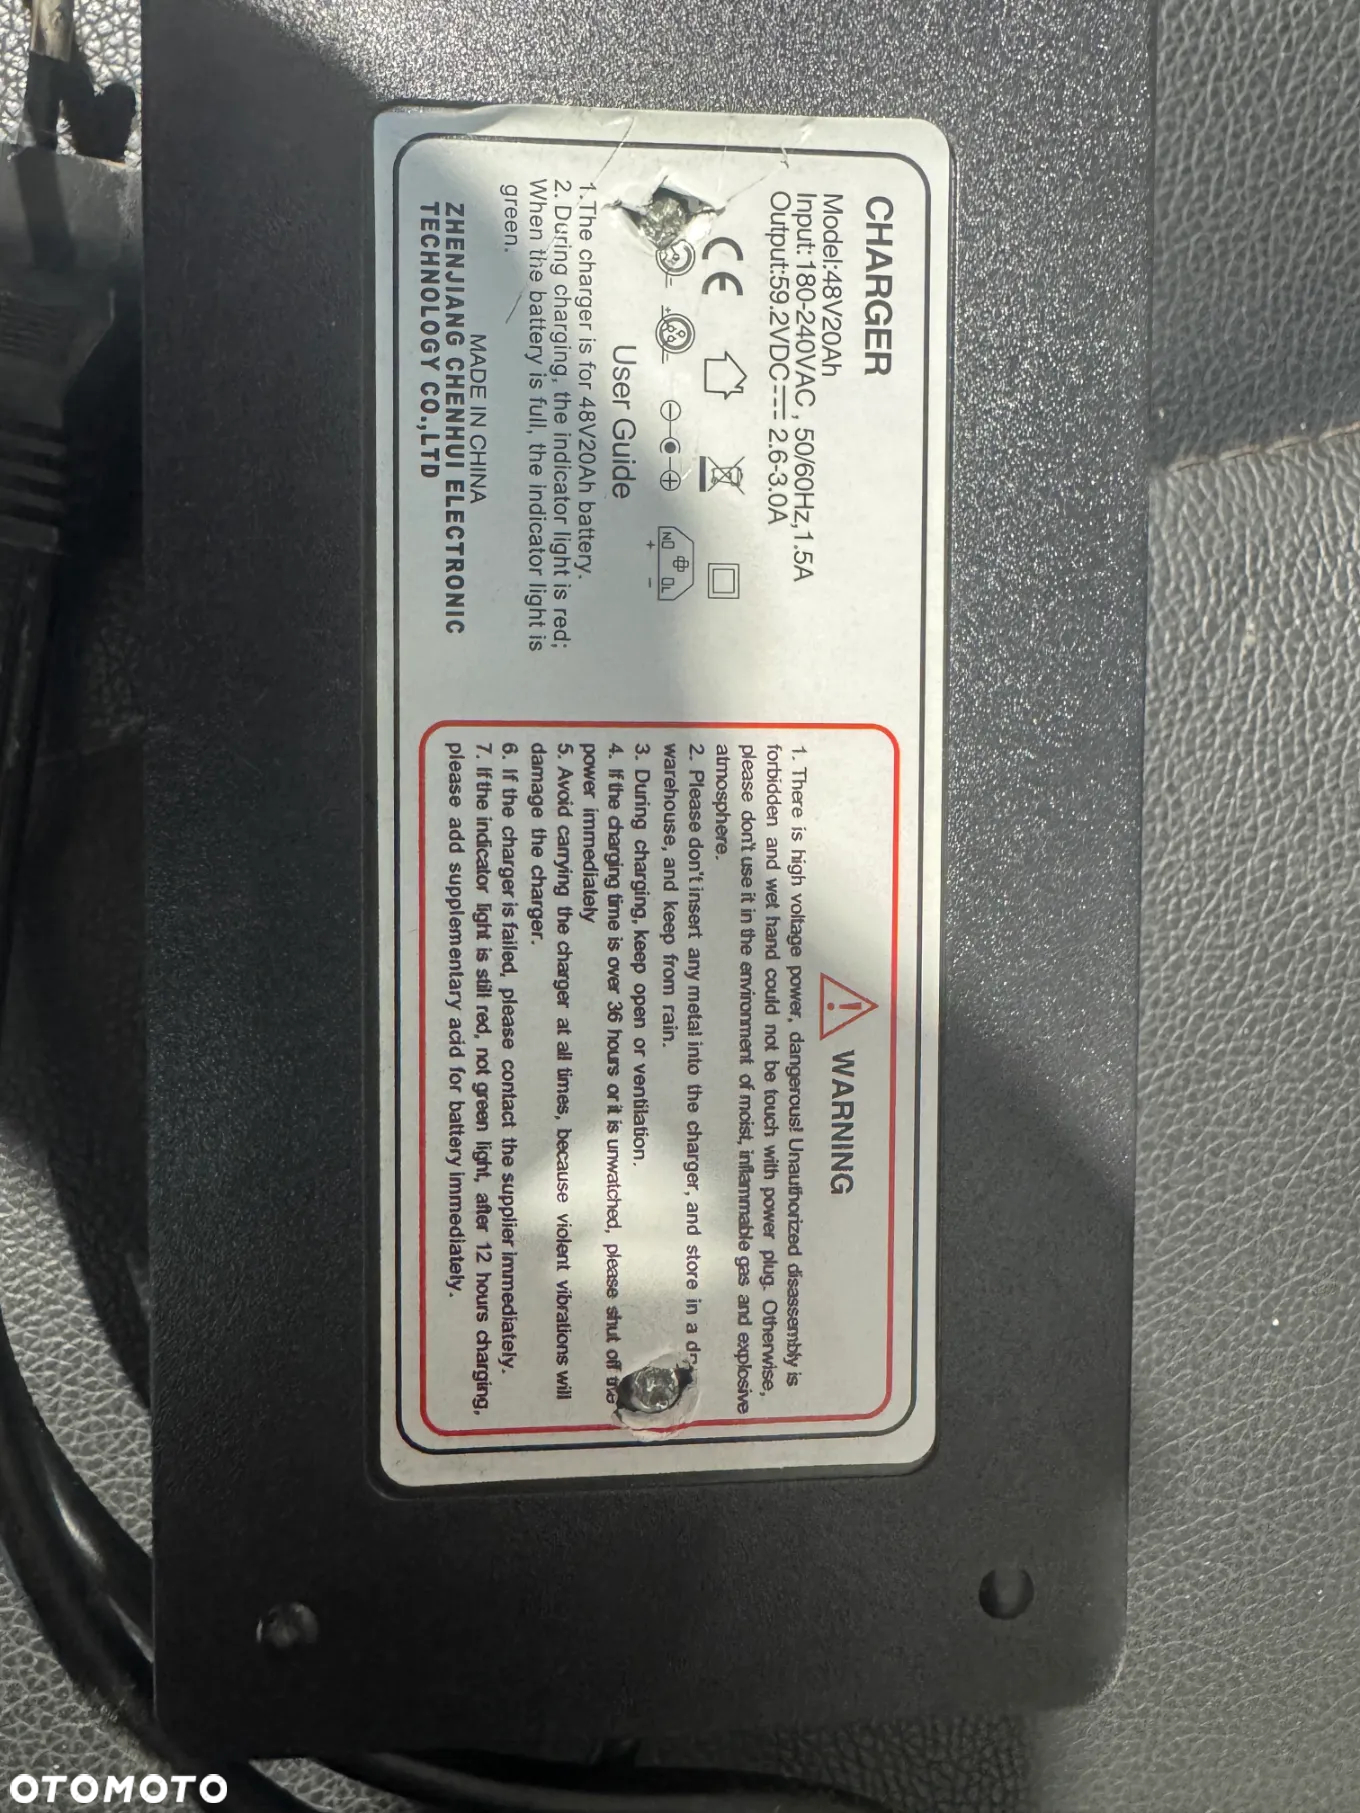 CHARGER
Model:48V20Ah
Input:180-240VAC , 50/60Hz,1.5A
Output:59.2VDC⎓ 2.6-3.0A
CE
NO OL
+ -
User Guide
1.The charger is for 48V20Ah battery.
2. During charging, the indicator light is red;
When the battery is full, the indicator light is
green.
MADE IN CHINA
ZHENJIANG CHENHUI ELECTRONIC
TECHNOLOGY CO.,LTD
WARNING
1. There is high voltage power, dangerous! Unauthorized disassembly is
forbidden and wet hand could not be touch with power plug. Otherwise,
please don't use it in the environment of moist, inflammable gas and explosive
atmosphere.
2. Please don't insert any metal into the charger, and store in a
warehouse, and keep from rain.
3. During charging, keep open or ventilation.
4. If the charging time is over 36 hours or it is unwatched, please shut off the
power immediately
5. Avoid carrying the charger at all times, because violent vibrations will
damage the charger.
6. If the charger is failed, please contact the supplier immediately.
7. If the indicator light is still red, not green light, after 12 hours charging,
please add supplementary acid for battery immediately.
OTOMOTO